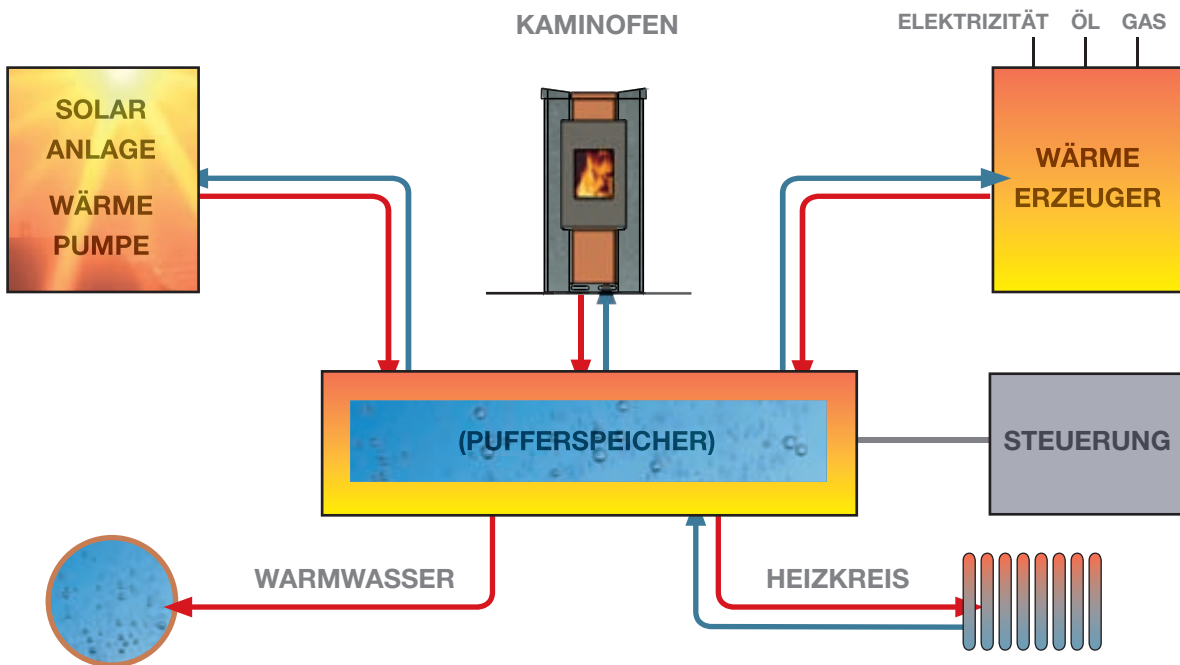 KAMINOFEN
ELEKTRIZITÄT ÖL GAS
SOLAR
ANLAGE
WÄRME
PUMPE
WÄRME
ERZEUGER
(PUFFERSPEICHER)
STEUERUNG
WARMWASSER
HEIZKREIS